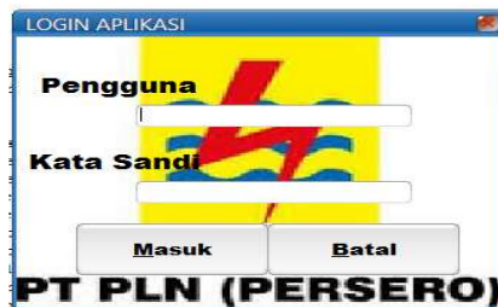 LOGIN APLIKASI
Pengguna
Kata Sandi
Masuk Batal
PT PLN (PERSERO)